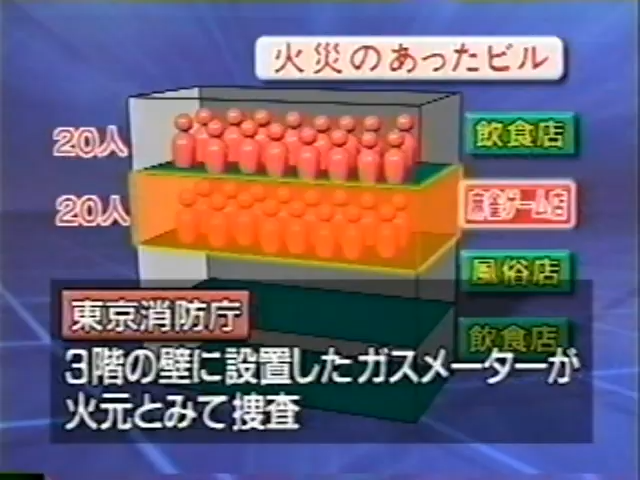 火災のあったビル
20人
飲食店
20人
麻雀ゲーム店
風俗店
飲食店
東京消防庁
3階の壁に設置したガスメーターが
火元とみて捜査